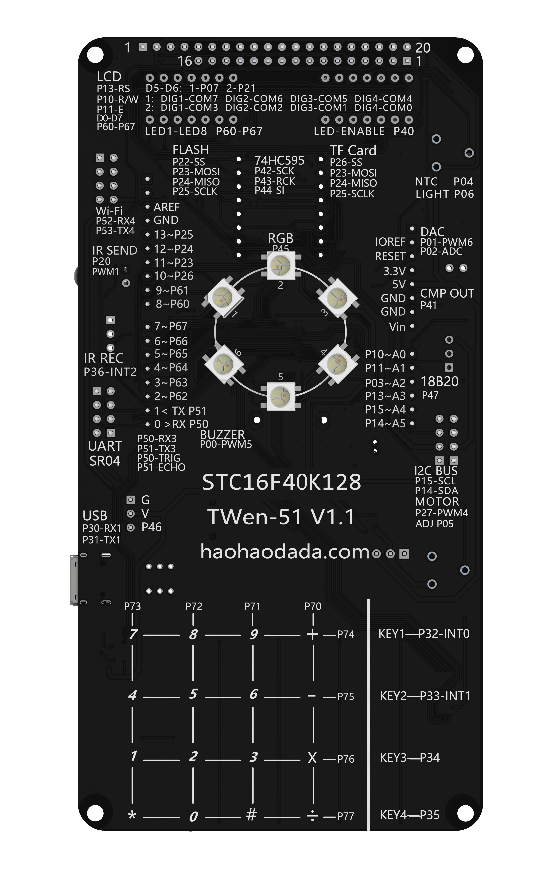 1 20
16 1
LCD
P13-RS
P10-R/W
P11-E
D0-D7
P60-P67
D5-D6: 1-P07 2-P21
1: DIG1-COM7 DIG2-COM6 DIG3-COM5 DIG4-COM4
2: DIG1-COM3 DIG2-COM2 DIG3-COM1 DIG4-COM0
LED1-LED8 P60-P67
LED-ENABLE P40
FLASH
P22-SS
P23-MOSI
P24-MISO
P25-SCLK
74HC595
P42-SCK
P43-RCK
P44 SI
TF Card
P26-SS
P23-MOSI
P24-MISO
P25-SCLK
NTC P04
LIGHT P06
Wi-Fi
P52-RX4
P53-TX4
IR SEND
P20
PWM1
AREF
GND
13~P25
12~P24
11~P23
10~P26
9~P61
8~P60
7~P67
6~P66
5~P65
4~P64
3~P63
2~P62
1< TX P51
0 >RX P50
RGB
P45
1
2
3
4
5
6
DAC
P01-PWM6
P02-ADC
IOREF
RESET
3.3V
5V
GND
GND
Vin
CMP OUT
P41
P10~A0
P11~A1
P03~A2
P13~A3
P15~A4
P14~A5
18B20
P47
IR REC
P36-INT2
UART
SR04
P50-RX3
P51-TX3
P50-TRIG
P51 ECHO
BUZZER
P00-PWM5
I2C BUS
P15-SCL
P14-SDA
MOTOR
P27-PWM4
ADJ P05
STC16F40K128
TWen-51 V1.1
haohaodada.com
G
V
P46
USB
P30-RX1
P31-TX1
P73 P72 P71 P70
7 8 9 + P74 KEY1—P32-INT0
4 5 6 - P75 KEY2—P33-INT1
1 2 3 X P76 KEY3—P34
* 0 # ÷ P77 KEY4—P35